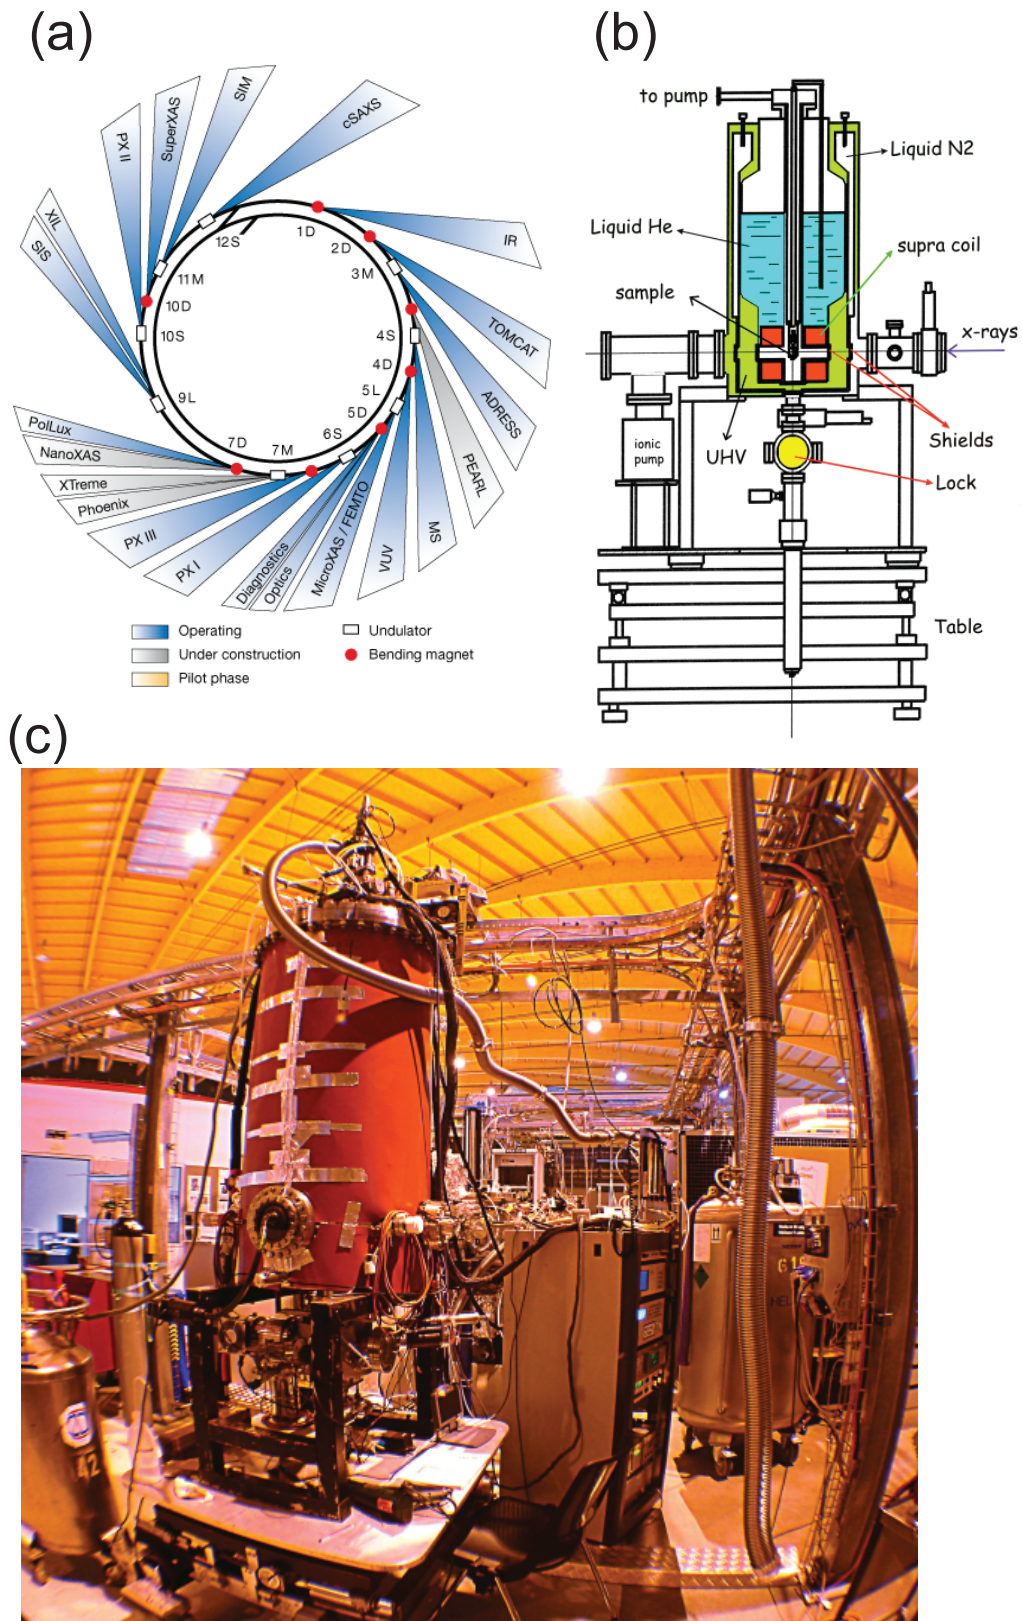 (a)
(b)
SIM
cSAXS
SuperXAS
PX II
XIL
SIS
IR
TOMCAT
ADRESS
PEARL
MS
VUV
MicroXAS / FEMTO
Optics
Diagnostics
PX I
PX III
Phoenix
XTreme
NanoXAS
PolLux
12S
1D
2D
3M
11M
10D
10S
4S
4D
5L
5D
6S
7M
7D
9L
Operating
Under construction
Pilot phase
Undulator
Bending magnet
to pump
Liquid N2
Liquid He
supra coil
sample
x-rays
ionic
pump
UHV
Shields
Lock
Table
(c)
42